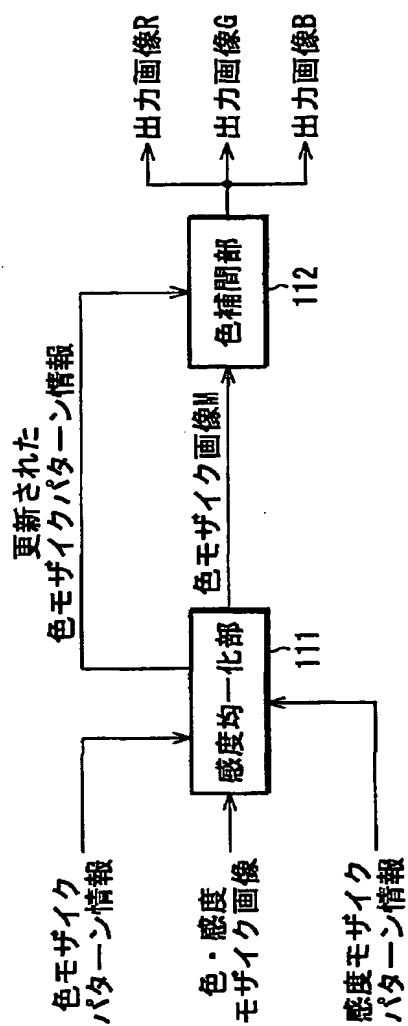 色モザイク
パターン情報
色・感度
モザイク画像
感度モザイク
パターン情報
感度均一化部
111
更新された
色モザイクパターン情報
色モザイク画像M
色補間部
112
出力画像R
出力画像G
出力画像B